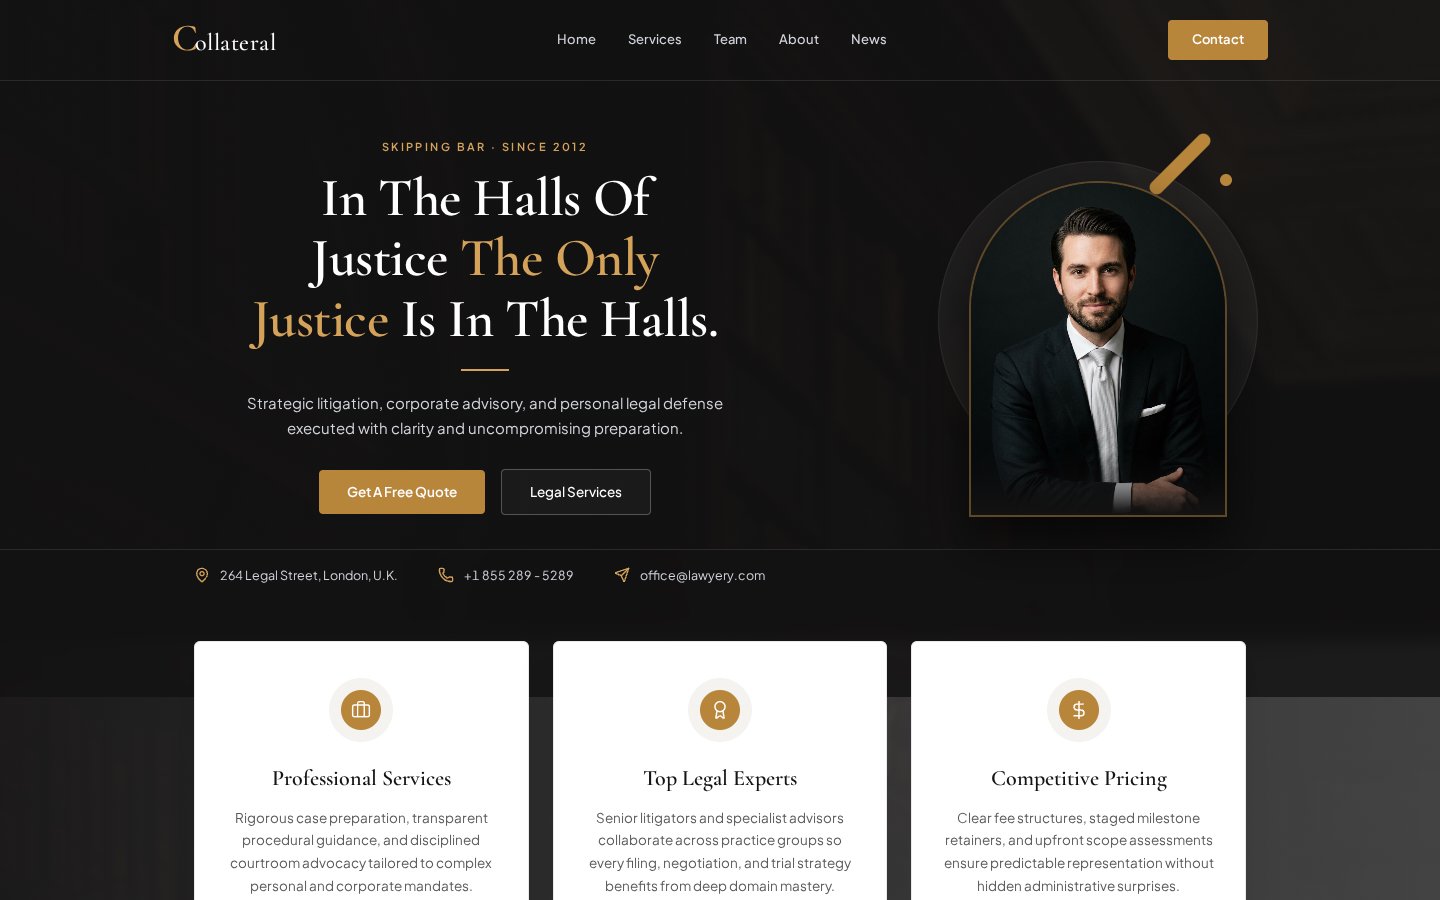 Collateral
Home
Services
Team
About
News
Contact
SKIPPING BAR · SINCE 2012
In The Halls Of
Justice The Only
Justice Is In The Halls.
Strategic litigation, corporate advisory, and personal legal defense
executed with clarity and uncompromising preparation.
Get A Free Quote
Legal Services
264 Legal Street, London, U.K.
+1 855 289 - 5289
office@lawyery.com
Professional Services
Rigorous case preparation, transparent
procedural guidance, and disciplined
courtroom advocacy tailored to complex
personal and corporate mandates.
Top Legal Experts
Senior litigators and specialist advisors
collaborate across practice groups so
every filing, negotiation, and trial strategy
benefits from deep domain mastery.
Competitive Pricing
Clear fee structures, staged milestone
retainers, and upfront scope assessments
ensure predictable representation without
hidden administrative surprises.